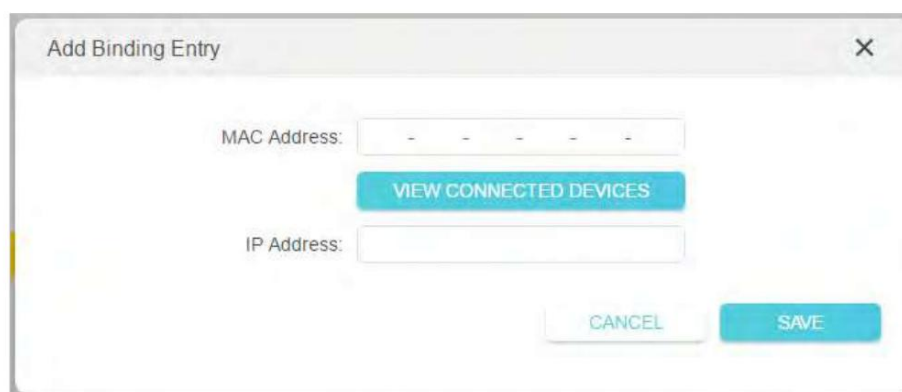 Add Binding Entry ×
MAC Address: - - - - -
VIEW CONNECTED DEVICES
IP Address:
CANCEL SAVE